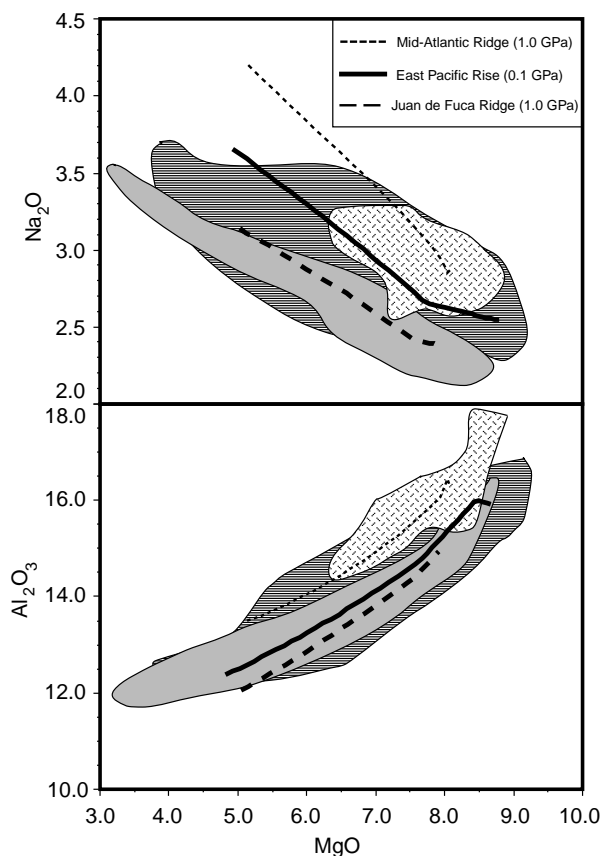 4.5
4.0
3.5
3.0
2.5
2.0
Na2O
Mid-Atlantic Ridge (1.0 GPa)
East Pacific Rise (0.1 GPa)
Juan de Fuca Ridge (1.0 GPa)
18.0
16.0
14.0
12.0
10.0
Al2O3
3.0 4.0 5.0 6.0 7.0 8.0 9.0 10.0
MgO